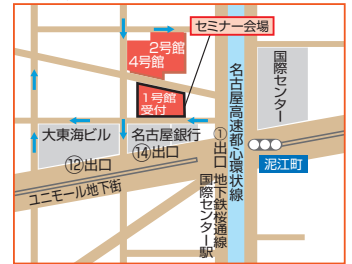 セミナー会場
2号館
4号館
1号館
受付
国際センター
名古屋高速都心環状線
大東海ビル
名古屋銀行
⑫出口
⑭出口
①出口
泥江町
ユニモール地下街
地下鉄桜通線
国際センター駅